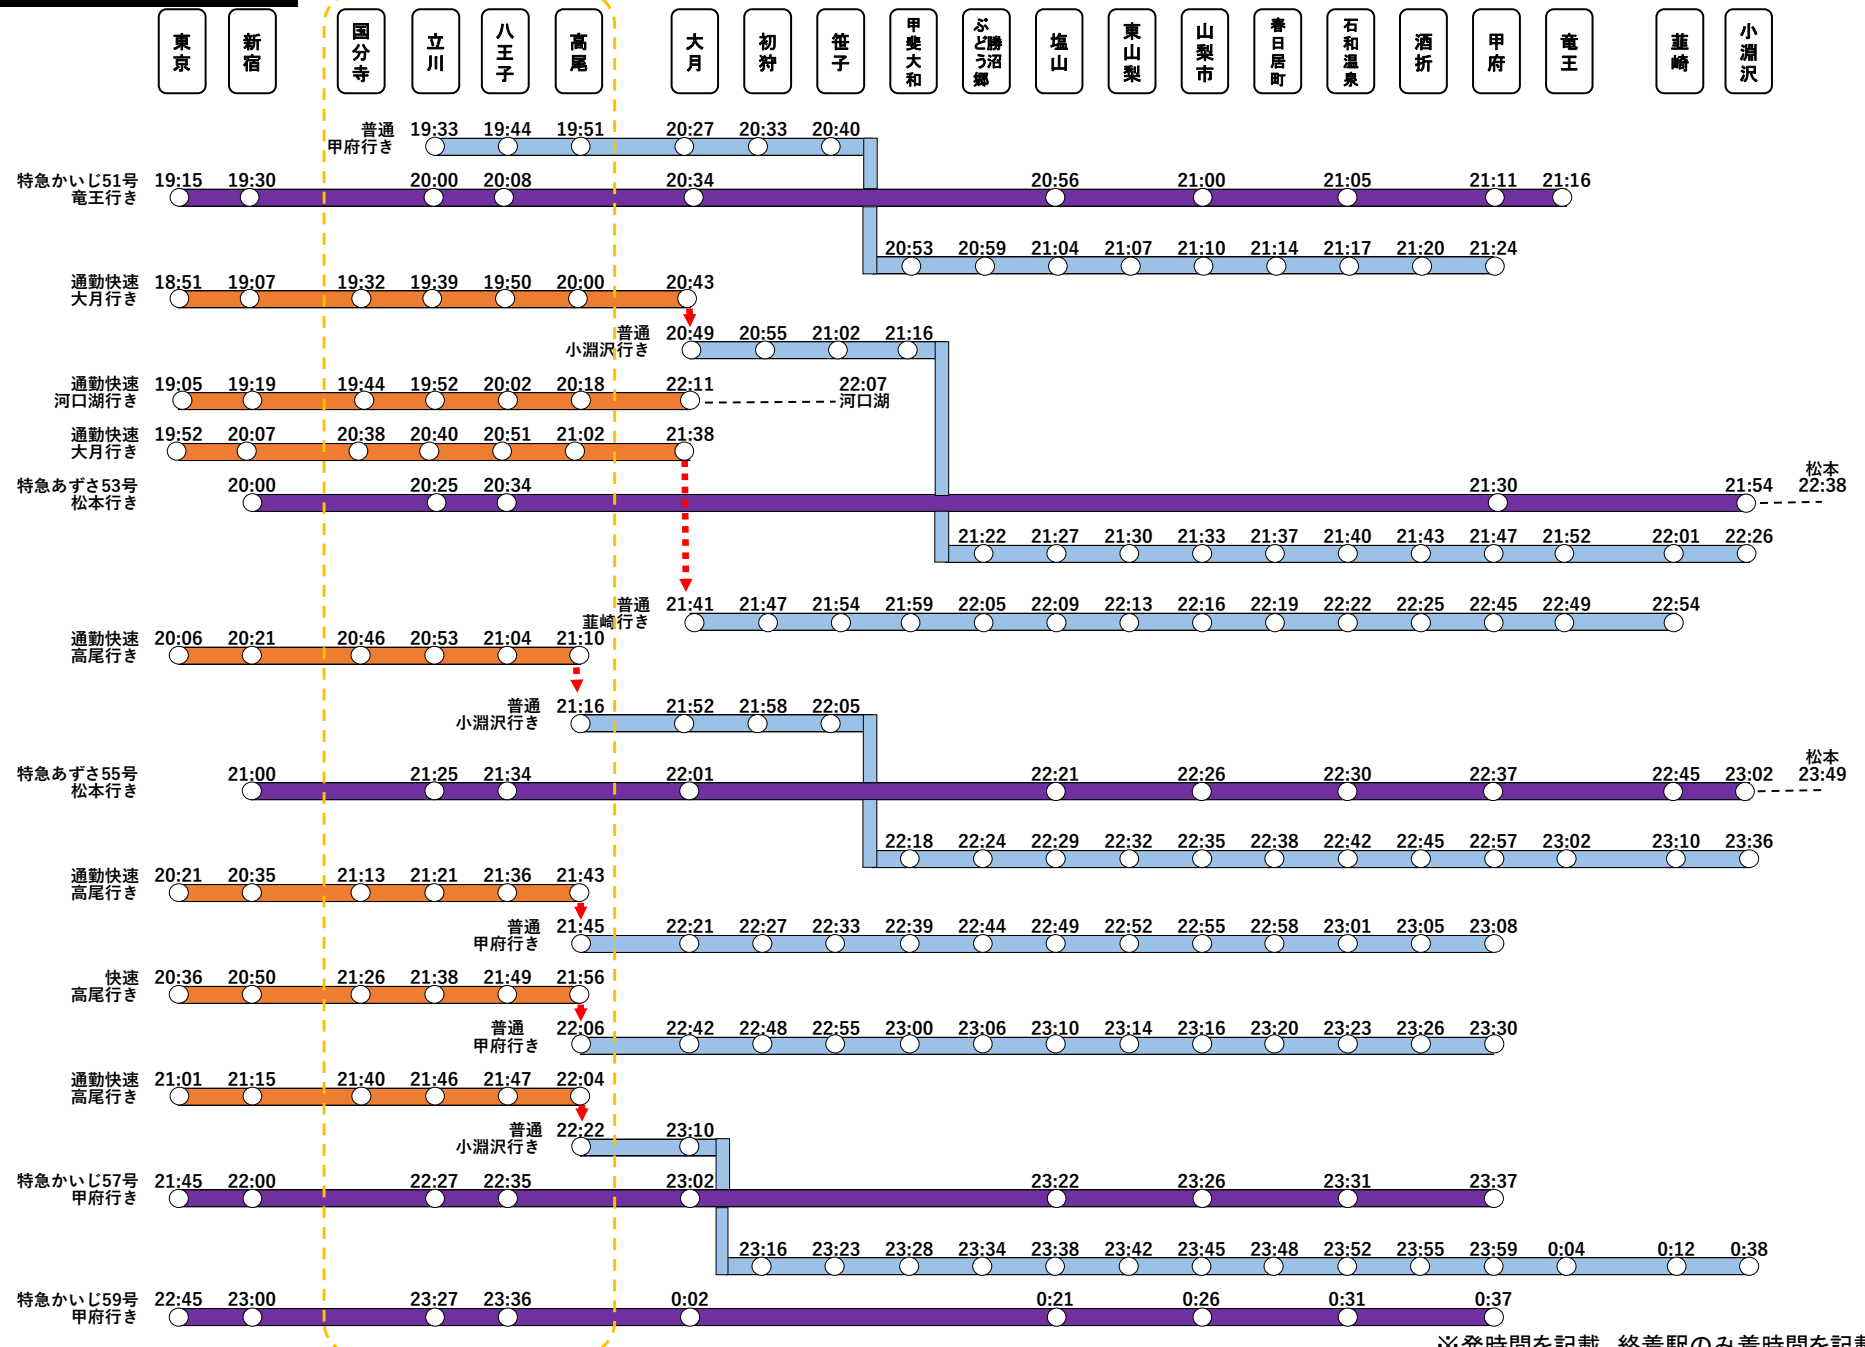 東京 新宿 国分寺 立川 八王子 高尾 大月 初狩 笹子 甲斐大和 勝沼ぶどう郷 塩山 東山梨 山梨市 春日居町 石和温泉 酒折 甲府 竜王 韮崎 小淵沢
普通 19:33 19:44 19:51 20:27 20:33 20:40
甲府行き
特急かいじ51号 19:15 19:30 20:00 20:08 20:34 20:56 21:00 21:05 21:11 21:16
竜王行き
20:53 20:59 21:04 21:07 21:10 21:14 21:17 21:20 21:24
通勤快速 18:51 19:07 19:32 19:39 19:50 20:00 20:43
大月行き
普通 20:49 20:55 21:02 21:16
小淵沢行き
通勤快速 19:05 19:19 19:44 19:52 20:02 20:18 22:11 22:07
河口湖行き 河口湖
通勤快速 19:52 20:07 20:38 20:40 20:51 21:02 21:38
大月行き
松本
特急あずさ53号 20:00 20:25 20:34 21:30 21:54 22:38
松本行き
21:22 21:27 21:30 21:33 21:37 21:40 21:43 21:47 21:52 22:01 22:26
普通 21:41 21:47 21:54 21:59 22:05 22:09 22:13 22:16 22:19 22:22 22:25 22:45 22:49 22:54
韮崎行き
通勤快速 20:06 20:21 20:46 20:53 21:04 21:10
高尾行き
普通 21:16 21:52 21:58 22:05
小淵沢行き
松本
特急あずさ55号 21:00 21:25 21:34 22:01 22:21 22:26 22:30 22:37 22:45 23:02 23:49
松本行き
22:18 22:24 22:29 22:32 22:35 22:38 22:42 22:45 22:57 23:02 23:10 23:36
通勤快速 20:21 20:35 21:13 21:21 21:36 21:43
高尾行き
普通 21:45 22:21 22:27 22:33 22:39 22:44 22:49 22:52 22:55 22:58 23:01 23:05 23:08
甲府行き
快速 20:36 20:50 21:26 21:38 21:49 21:56
高尾行き
普通 22:06 22:42 22:48 22:55 23:00 23:06 23:10 23:14 23:16 23:20 23:23 23:26 23:30
甲府行き
通勤快速 21:01 21:15 21:40 21:46 21:47 22:04
高尾行き
普通 22:22 23:10
小淵沢行き
特急かいじ57号 21:45 22:00 22:27 22:35 23:02 23:22 23:26 23:31 23:37
甲府行き
23:16 23:23 23:28 23:34 23:38 23:42 23:45 23:48 23:52 23:55 23:59 0:04 0:12 0:38
特急かいじ59号 22:45 23:00 23:27 23:36 0:02 0:21 0:26 0:31 0:37
甲府行き
※発時間を記載 終着駅のみ着時間を記載